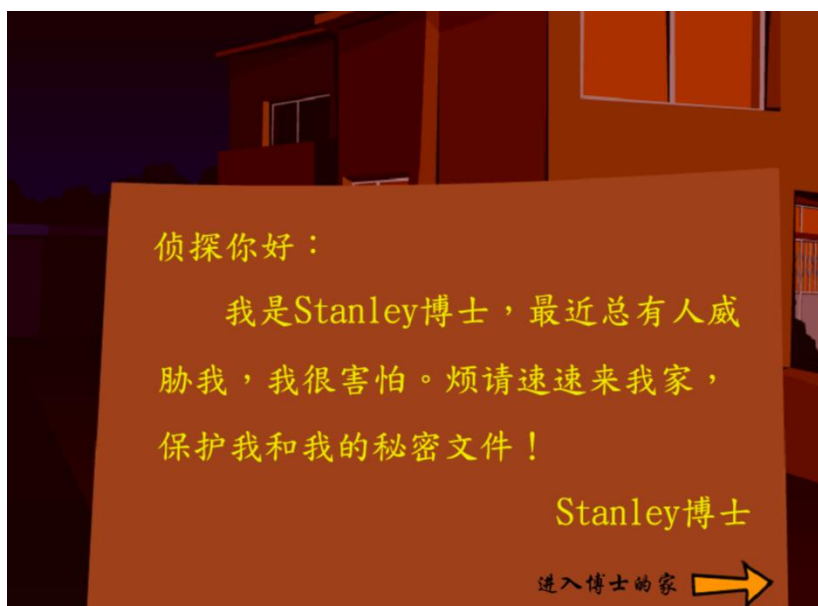 侦探你好：
我是Stanley博士，最近总有人威
胁我，我很害怕。烦请速速来我家，
保护我和我的秘密文件！
Stanley博士
进入博士的家